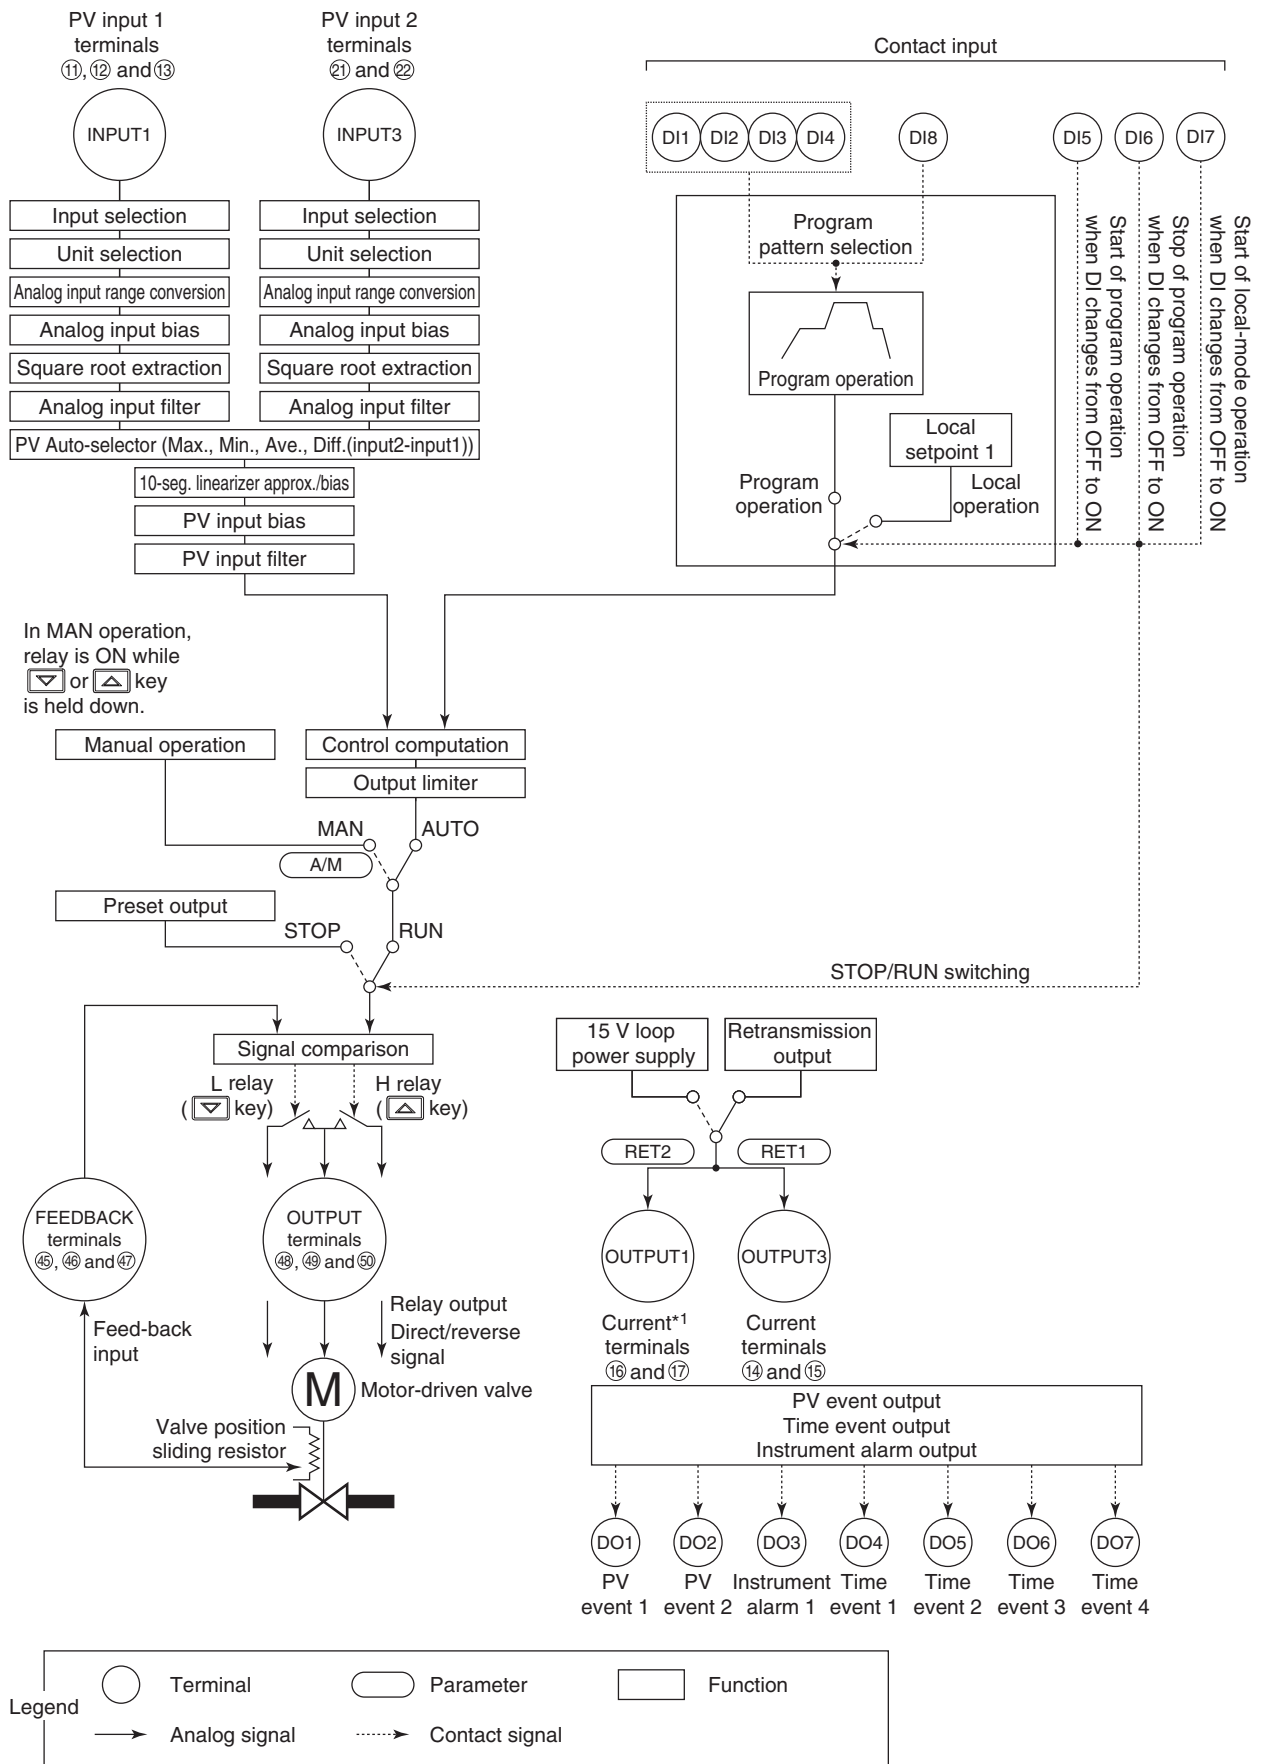 PV input 1
terminals
⑪, ⑫ and ⑬
INPUT1
Input selection
Unit selection
Analog input range conversion
Analog input bias
Square root extraction
Analog input filter
PV input 2
terminals
㉑ and ㉒
INPUT3
Input selection
Unit selection
Analog input range conversion
Analog input bias
Square root extraction
Analog input filter
PV Auto-selector (Max., Min., Ave., Diff.(input2-input1))
10-seg. linearizer approx./bias
PV input bias
PV input filter
Contact input
DI1
DI2
DI3
DI4
DI8
DI5
DI6
DI7
Program
pattern selection
Program operation
Local
setpoint 1
Program
operation
Local
operation
Start of program operation
when DI changes from OFF to ON
Stop of program operation
when DI changes from OFF to ON
Start of local-mode operation
when DI changes from OFF to ON
In MAN operation,
relay is ON while
▽ or △ key
is held down.
Manual operation
Control computation
Output limiter
MAN
AUTO
A/M
Preset output
STOP
RUN
STOP/RUN switching
Signal comparison
L relay
( ▽ key)
H relay
( △ key)
FEEDBACK
terminals
㊺, ㊻ and ㊼
OUTPUT
terminals
㊽, ㊾ and ㊿
Feed-back
input
Relay output
Direct/reverse
signal
M
Motor-driven valve
Valve position
sliding resistor
15 V loop
power supply
Retransmission
output
RET2
RET1
OUTPUT1
OUTPUT3
Current*1
terminals
⑯ and ⑰
Current
terminals
⑭ and ⑮
PV event output
Time event output
Instrument alarm output
DO1
DO2
DO3
DO4
DO5
DO6
DO7
PV
event 1
PV
event 2
Instrument
alarm 1
Time
event 1
Time
event 2
Time
event 3
Time
event 4
Legend
Terminal
Parameter
Function
Analog signal
Contact signal